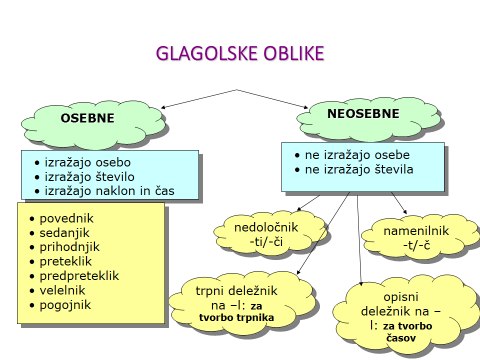 GLAGOLSKE OBLIKE
OSEBNE
• izražajo osebo
• izražajo število
• izražajo naklon in čas
• povednik
• sedanjik
• prihodnjik
• preteklik
• predpreteklik
• velelnik
• pogojnik
NEOSEBNE
• ne izražajo osebe
• ne izražajo števila
nedoločnik
-ti/-či
namenilnik
-t/-č
trpni deležnik
na –l: za
tvorbo trpnika
opisni
deležnik na –
l: za tvorbo
časov